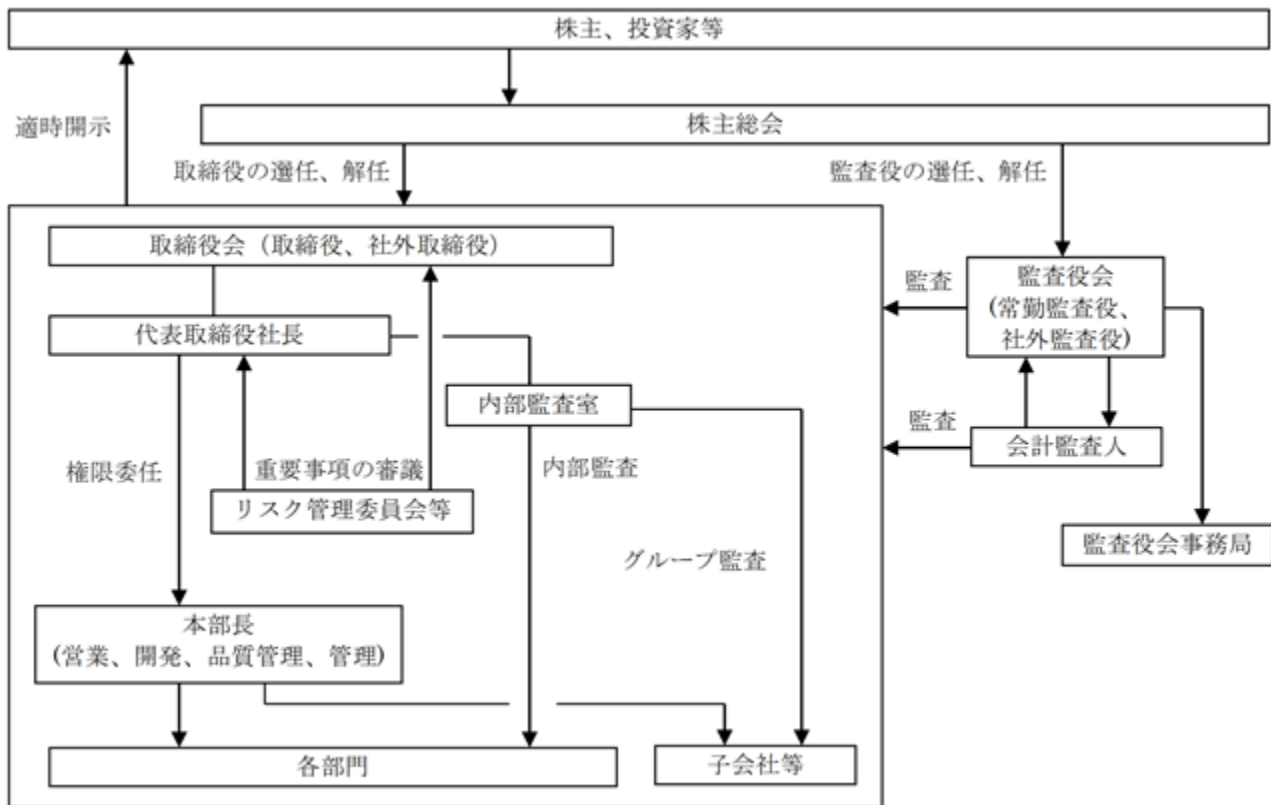 株主、投資家等
株主総会
適時開示
取締役の選任、解任
監査役の選任、解任
取締役会（取締役、社外取締役）
監査役会
(常勤監査役、
社外監査役)
監査
代表取締役社長
内部監査室
監査
会計監査人
権限委任
重要事項の審議
内部監査
リスク管理委員会等
監査役会事務局
グループ監査
本部長
(営業、開発、品質管理、管理)
各部門
子会社等